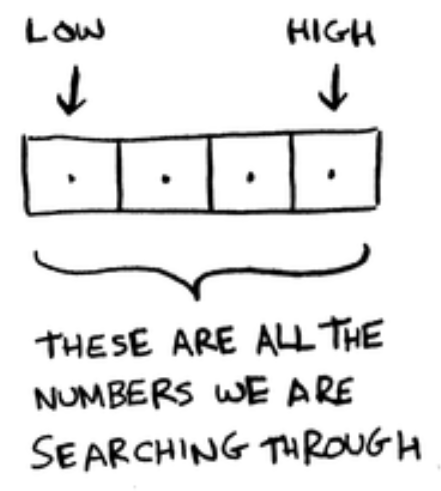 LOW HIGH
THESE ARE ALL THE
NUMBERS WE ARE
SEARCHING THROUGH